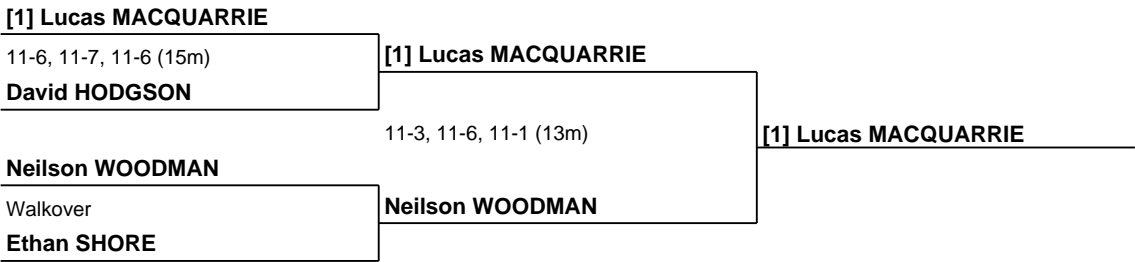 [1] Lucas MACQUARRIE
11-6, 11-7, 11-6 (15m)
David HODGSON
[1] Lucas MACQUARRIE
11-3, 11-6, 11-1 (13m)
[1] Lucas MACQUARRIE
Neilson WOODMAN
Walkover
Ethan SHORE
Neilson WOODMAN